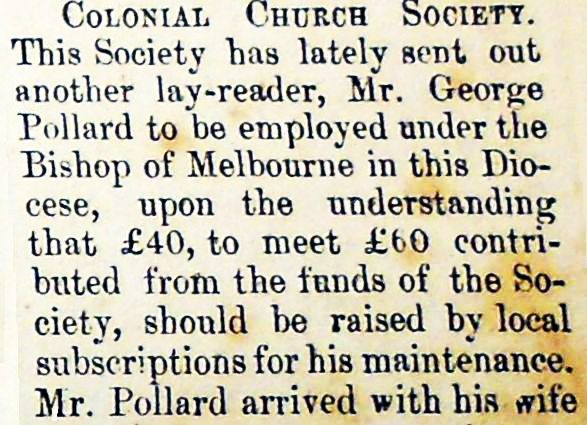 COLONIAL CHURCH SOCIETY.
This Society has lately sent out
another lay-reader, Mr. George
Pollard to be employed under the
Bishop of Melbourne in this Dio-
cese, upon the understanding
that £40, to meet £60 contri-
buted from the funds of the So-
ciety, should be raised by local
subscriptions for his maintenance.
Mr. Pollard arrived with his wife